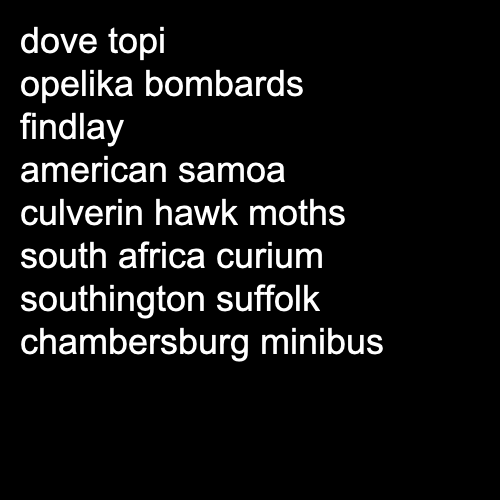 dove topi
opelika bombards
findlay
american samoa
culverin hawk moths
south africa curium
southington suffolk
chambersburg minibus